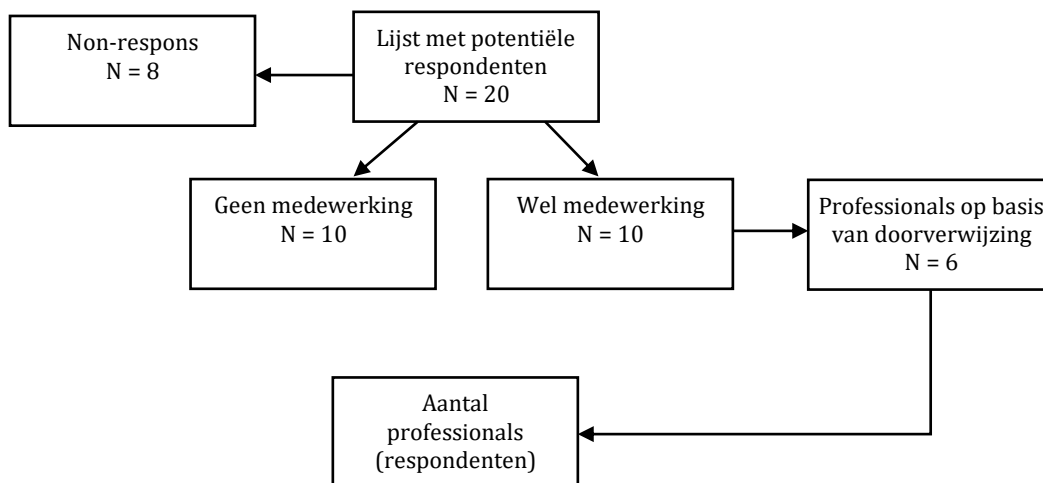 Non-respons
N = 8
Lijst met potentiële
respondenten
N = 20
Geen medewerking
N = 10
Wel medewerking
N = 10
Professionals op basis
van doorverwijzing
N = 6
Aantal
professionals
(respondenten)